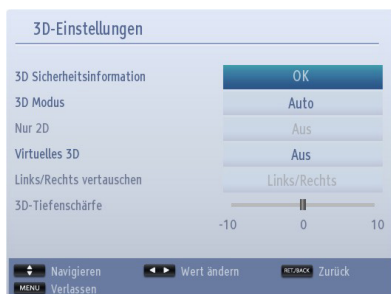 3D-Einstellungen
3D Sicherheitsinformation OK
3D Modus Auto
Nur 2D Aus
Virtuelles 3D Aus
Links/Rechts vertauschen Links/Rechts
3D-Tiefenschärfe
-10 0 10
Navigieren Wert ändern RET./BACK Zurück
MENU Verlassen